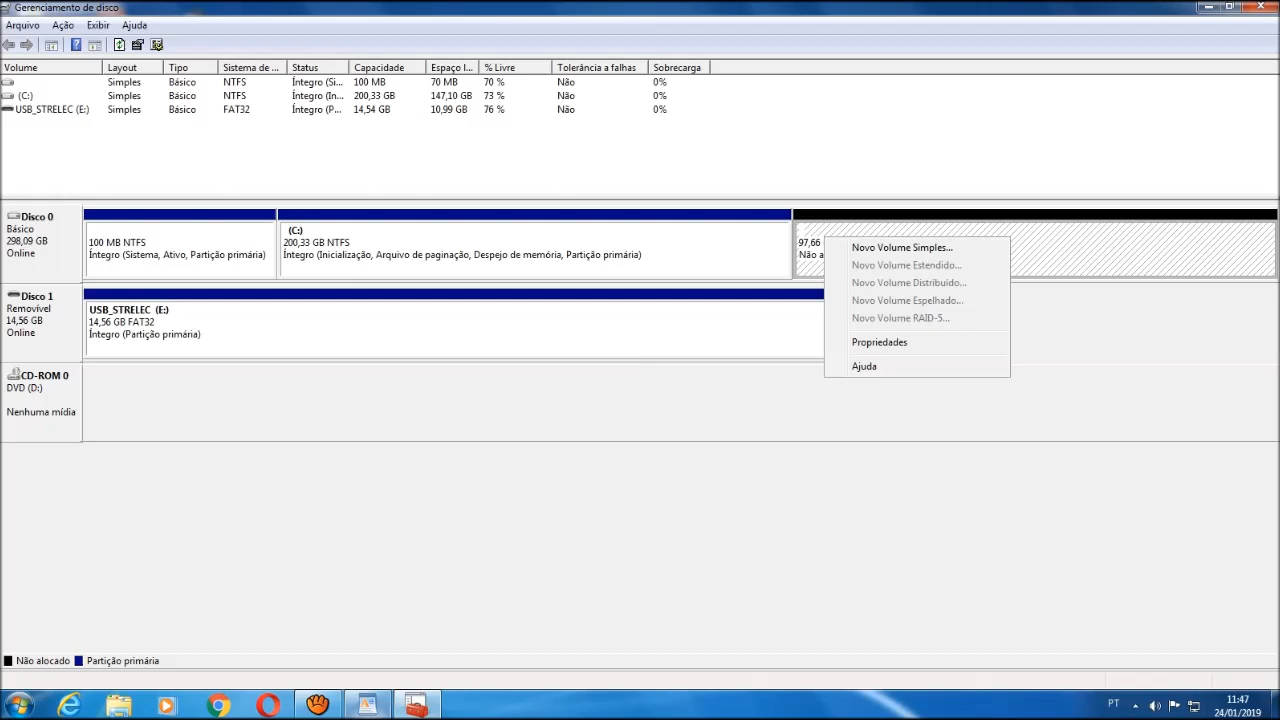 Gerenciamento de disco
Arquivo Ação Exibir Ajuda
Volume Layout Tipo Sistema de ... Status Capacidade Espaço l... % Livre Tolerância a falhas Sobrecarga
Simples Básico NTFS Íntegro (Si... 100 MB 70 MB 70 % Não 0%
(C:) Simples Básico NTFS Íntegro (In... 200,33 GB 147,10 GB 73 % Não 0%
USB_STRELEC (E:) Simples Básico FAT32 Íntegro (P... 14,54 GB 10,99 GB 76 % Não 0%
Disco 0
Básico
298,09 GB
Online
100 MB NTFS
Íntegro (Sistema, Ativo, Partição primária)
(C:)
200,33 GB NTFS
Íntegro (Inicialização, Arquivo de paginação, Despejo de memória, Partição primária)
97,66
Não a
Novo Volume Simples...
Novo Volume Estendido...
Novo Volume Distribuído...
Novo Volume Espelhado...
Novo Volume RAID-5...
Propriedades
Ajuda
Disco 1
Removível
14,56 GB
Online
USB_STRELEC (E:)
14,56 GB FAT32
Íntegro (Partição primária)
CD-ROM 0
DVD (D:)
Nenhuma mídia
Não alocado Partição primária
PT
11:47
24/01/2019